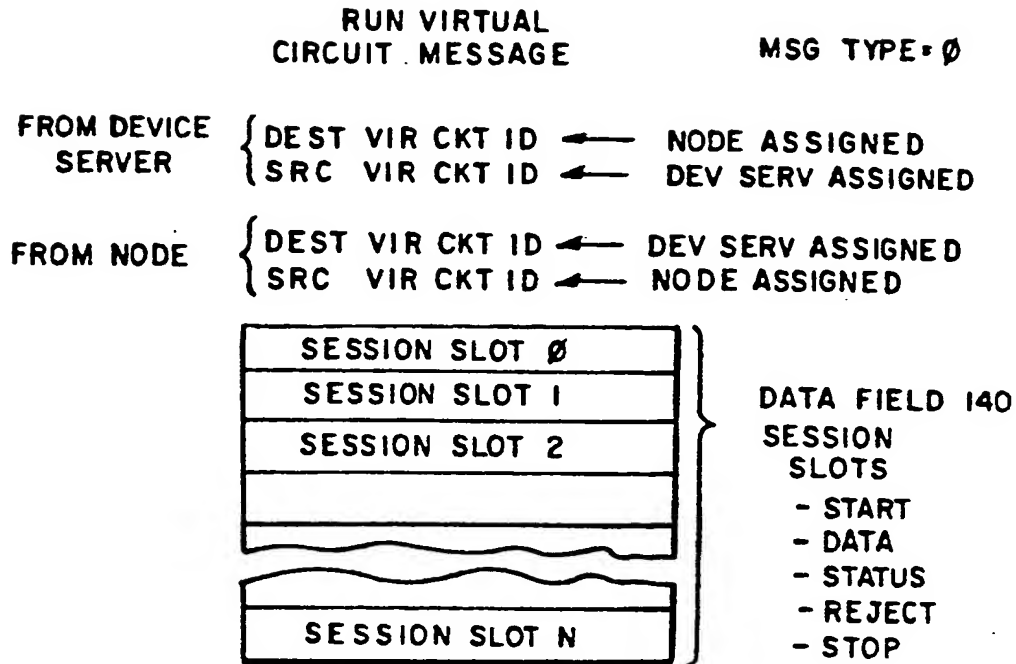 RUN VIRTUAL
CIRCUIT MESSAGE
MSG TYPE=Ø
FROM DEVICE
SERVER
DEST VIR CKT ID ← NODE ASSIGNED
SRC VIR CKT ID ← DEV SERV ASSIGNED
FROM NODE
DEST VIR CKT ID ← DEV SERV ASSIGNED
SRC VIR CKT ID ← NODE ASSIGNED
SESSION SLOT Ø
SESSION SLOT 1
SESSION SLOT 2
SESSION SLOT N
DATA FIELD 140
SESSION
SLOTS
- START
- DATA
- STATUS
- REJECT
- STOP